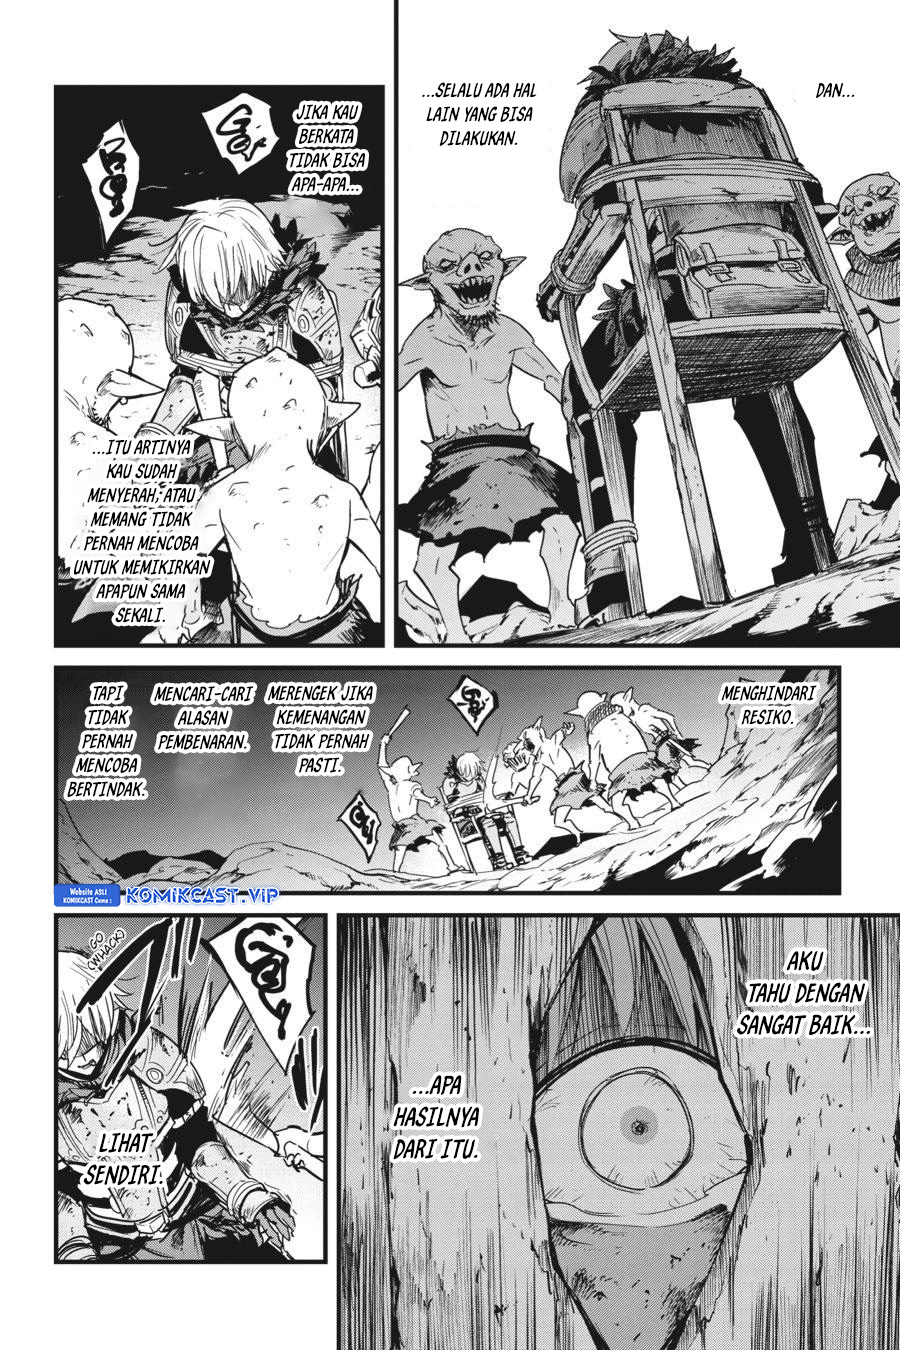 DAN...
...SELALU ADA HAL
LAIN YANG BISA
DILAKUKAN.
JIKA KAU
BERKATA
TIDAK BISA
APA-APA...
...ITU ARTINYA
KAU SUDAH
MENYERAH, ATAU
MEMANG TIDAK
PERNAH MENCOBA
UNTUK MEMIKIRKAN
APAPUN SAMA
SEKALI.
MENGHINDARI
RESIKO.
MERENGEK JIKA
KEMENANGAN
TIDAK PERNAH
PASTI.
MENCARI-CARI
ALASAN
PEMBENARAN.
TAPI
TIDAK
PERNAH
MENCOBA
BERTINDAK.
Website ASLI
KOMIKCAST Cuma :
KOMIKCAST.VIP
AKU
TAHU DENGAN
SANGAT BAIK...
...APA
HASILNYA
DARI ITU.
GO
(WHACK)
LIHAT
SENDIRI.